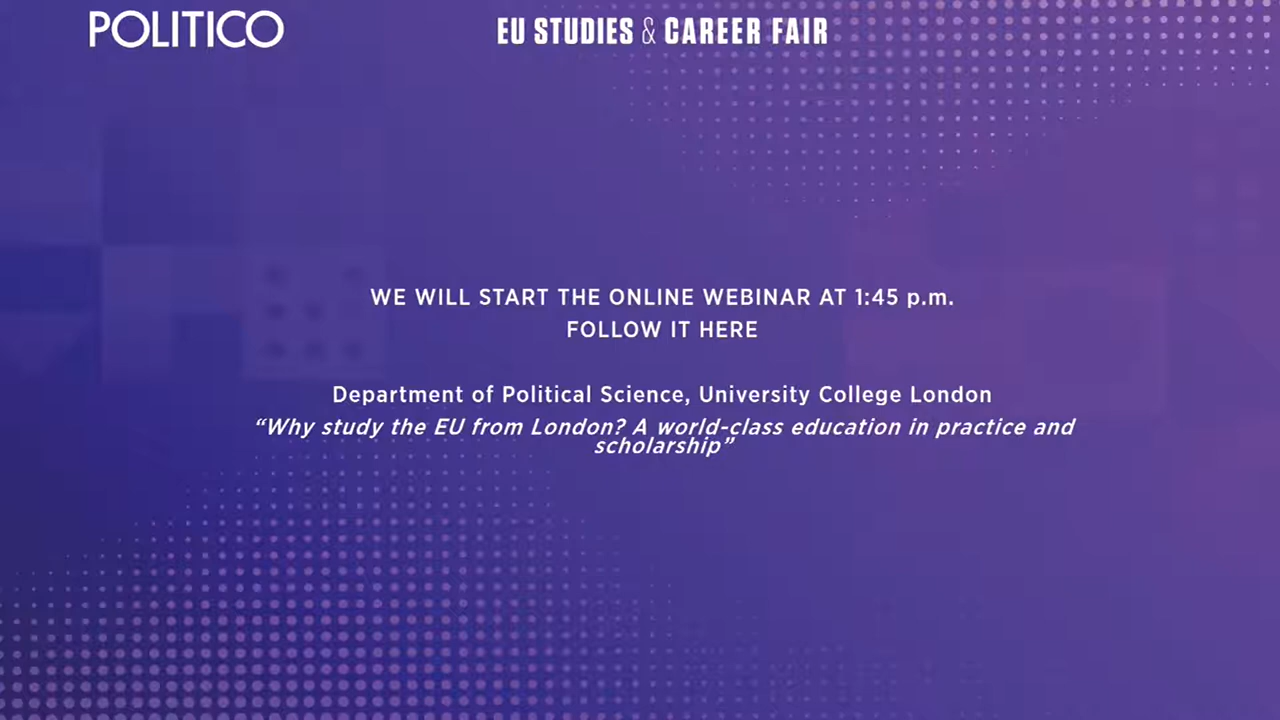 POLITICO
EU STUDIES & CAREER FAIR
WE WILL START THE ONLINE WEBINAR AT 1:45 p.m.
FOLLOW IT HERE
Department of Political Science, University College London
“Why study the EU from London? A world-class education in practice and
scholarship”